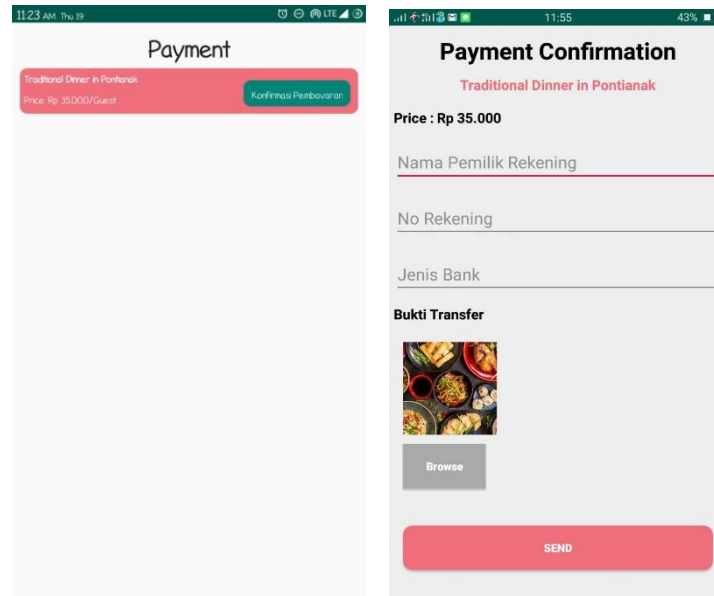 11:23 AM Thu 19
LTE
Payment
Traditional Dinner in Pontianak
Price: Rp 35.000/Guest
Konfirmasi Pembayaran
11:55
43%
Payment Confirmation
Traditional Dinner in Pontianak
Price : Rp 35.000
Nama Pemilik Rekening
No Rekening
Jenis Bank
Bukti Transfer
Browse
SEND